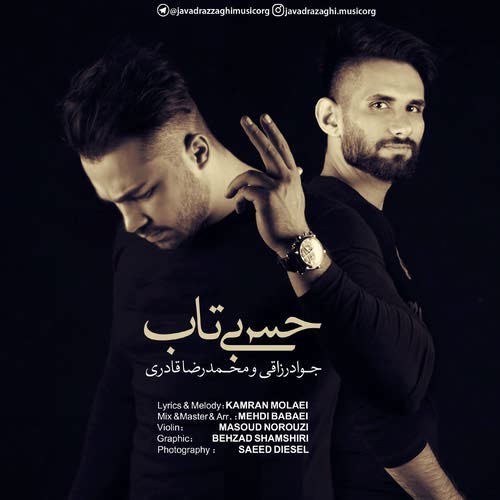 @javadrazzaghimusicorg @javadrazaghi.musicorg
حس بی تاب
جواد رزاقی و محمدرضا قادری
Lyrics & Melody: KAMRAN MOLAEI
Mix &Master & Arr. : MEHDI BABAEI
Violin: MASOUD NOROUZI
Graphic: BEHZAD SHAMSHIRI
Photography : SAEED DIESEL